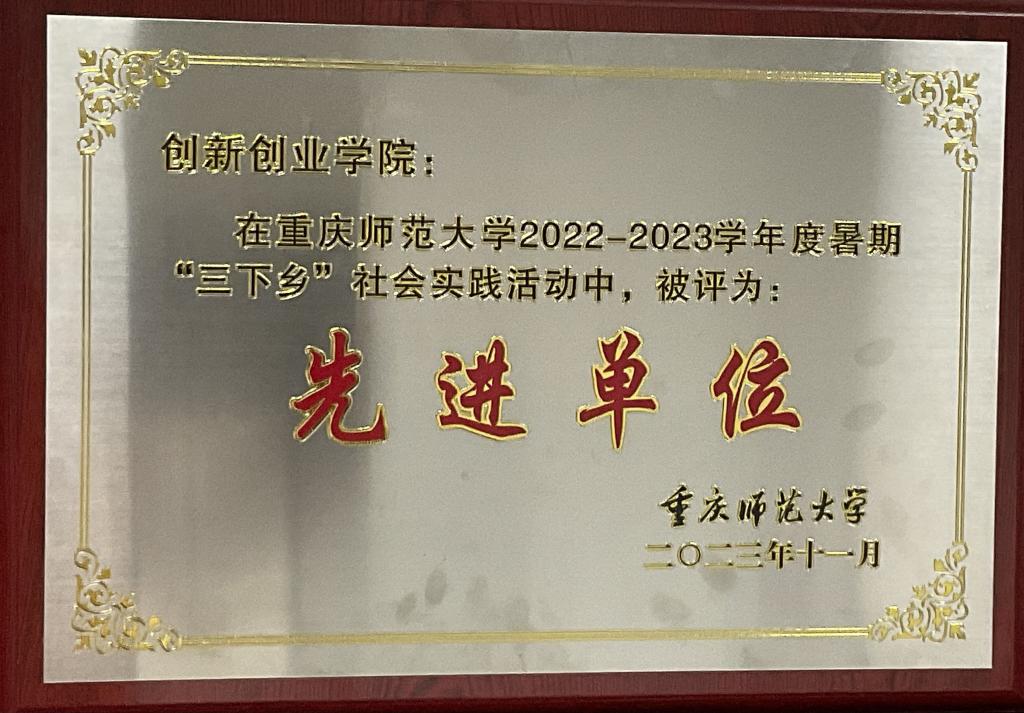 创新创业学院：
在重庆师范大学2022-2023学年度暑期
“三下乡”社会实践活动中，被评为：
先进单位
重庆师范大学
二〇二三年十一月